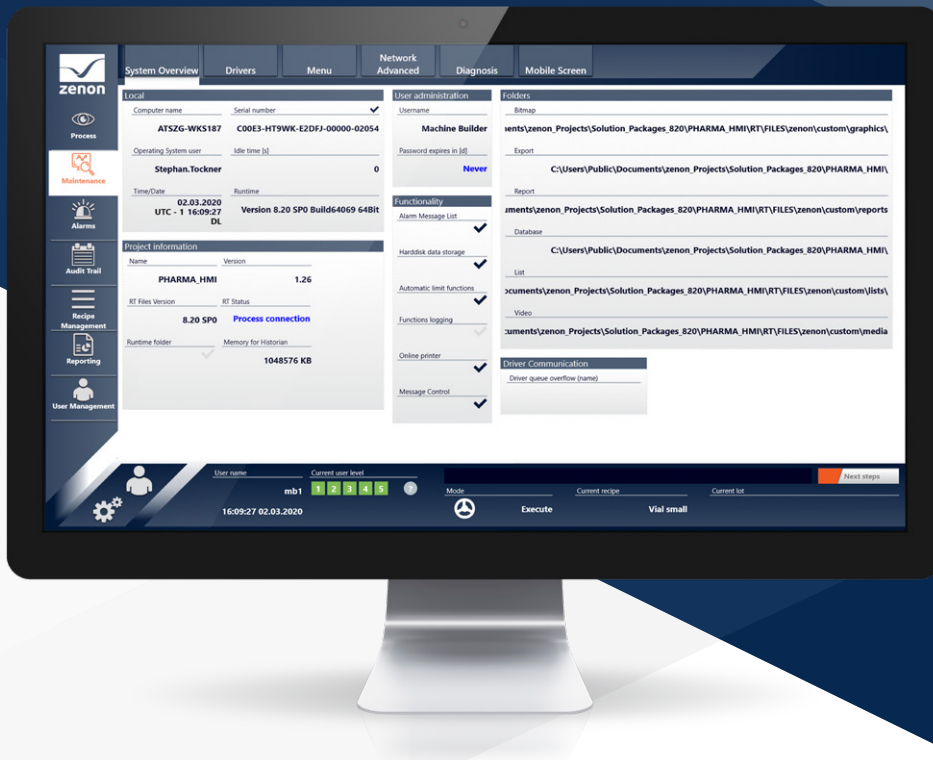 zenon
Process
Maintenance
Alarms
Audit Trail
Recipe
Management
Reporting
User Management
System Overview
Drivers
Menu
Network
Advanced
Diagnosis
Mobile Screen
Local
Computer name
Serial number
ATSZG-WKS187
C00E3-HT9WK-E2DFJ-00000-02054
Operating System user
Idle time [s]
Stephan.Tockner
0
Time/Date
Runtime
02.03.2020
UTC - 1 16:09:27
DL
Version 8.20 SP0 Build64069 64Bit
Project information
Name
Version
PHARMA_HMI
1.26
RT Files Version
RT Status
8.20 SP0
Process connection
Runtime folder
Memory for Historian
1048576 KB
User administration
Username
Machine Builder
Password expires in [d]
Never
Functionality
Alarm Message List
Harddisk data storage
Automatic limit functions
Functions logging
Online printer
Message Control
Folders
Bitmap
\zenon_Projects\Solution_Packages_820\PHARMA_HMI\RT\FILES\zenon\custom\graphics\
Export
C:\Users\Public\Documents\zenon_Projects\Solution_Packages_820\PHARMA_HMI\
Report
\zenon_Projects\Solution_Packages_820\PHARMA_HMI\RT\FILES\zenon\custom\reports
Database
C:\Users\Public\Documents\zenon_Projects\Solution_Packages_820\PHARMA_HMI\
List
\zenon_Projects\Solution_Packages_820\PHARMA_HMI\RT\FILES\zenon\custom\lists\
Video
\zenon_Projects\Solution_Packages_820\PHARMA_HMI\RT\FILES\zenon\custom\media
Driver Communication
Driver queue overflow (name)
User name
Current user level
mb1
1 2 3 4 5 ?
16:09:27 02.03.2020
Mode
Current recipe
Current lot
Execute
Vial small
Next steps